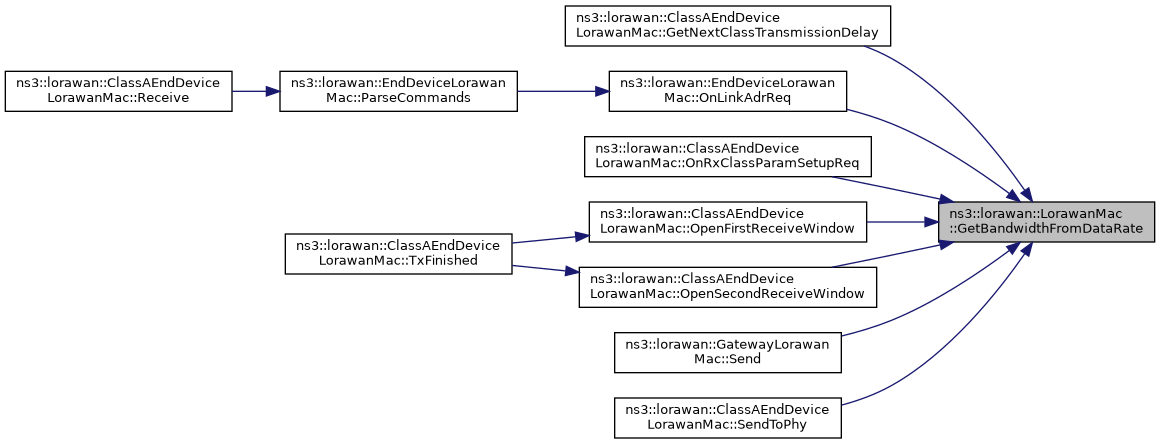 ns3::lorawan::ClassAEndDevice
LorawanMac::GetNextClassTransmissionDelay
ns3::lorawan::ClassAEndDevice
LorawanMac::Receive
ns3::lorawan::EndDeviceLorawan
Mac::ParseCommands
ns3::lorawan::EndDeviceLorawan
Mac::OnLinkAdrReq
ns3::lorawan::ClassAEndDevice
LorawanMac::OnRxClassParamSetupReq
ns3::lorawan::LorawanMac
::GetBandwidthFromDataRate
ns3::lorawan::ClassAEndDevice
LorawanMac::OpenFirstReceiveWindow
ns3::lorawan::ClassAEndDevice
LorawanMac::TxFinished
ns3::lorawan::ClassAEndDevice
LorawanMac::OpenSecondReceiveWindow
ns3::lorawan::GatewayLorawan
Mac::Send
ns3::lorawan::ClassAEndDevice
LorawanMac::SendToPhy